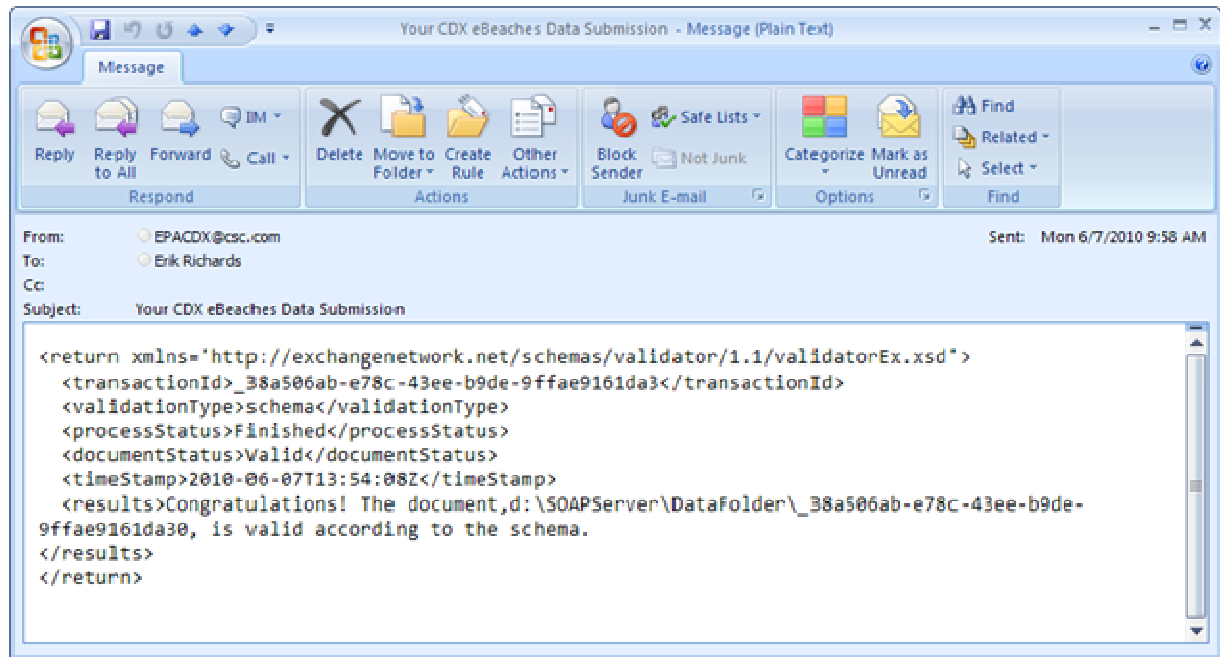 Your CDX eBeaches Data Submission - Message (Plain Text)
Message
Reply
Reply to All
Forward
IM
Call
Respond
Delete
Move to Folder
Create Rule
Other Actions
Actions
Block Sender
Safe Lists
Not Junk
Junk E-mail
Categorize
Mark as Unread
Options
Find
Related
Select
Find
From: EPACDX@csc.com
Sent: Mon 6/7/2010 9:58 AM
To: Erik Richards
Cc:
Subject: Your CDX eBeaches Data Submission
<return xmlns="http://exchangenetwork.net/schemas/validator/1.1/validatorEx.xsd">
<transactionId>_38a506ab-e78c-43ee-b9de-9ffae9161da3</transactionId>
<validationType>schema</validationType>
<processStatus>Finished</processStatus>
<documentStatus>Valid</documentStatus>
<timeStamp>2010-06-07T13:54:08Z</timeStamp>
<results>Congratulations! The document,d:\SOAPServer\DataFolder\_38a506ab-e78c-43ee-b9de-
9ffae9161da30, is valid according to the schema.
</results>
</return>